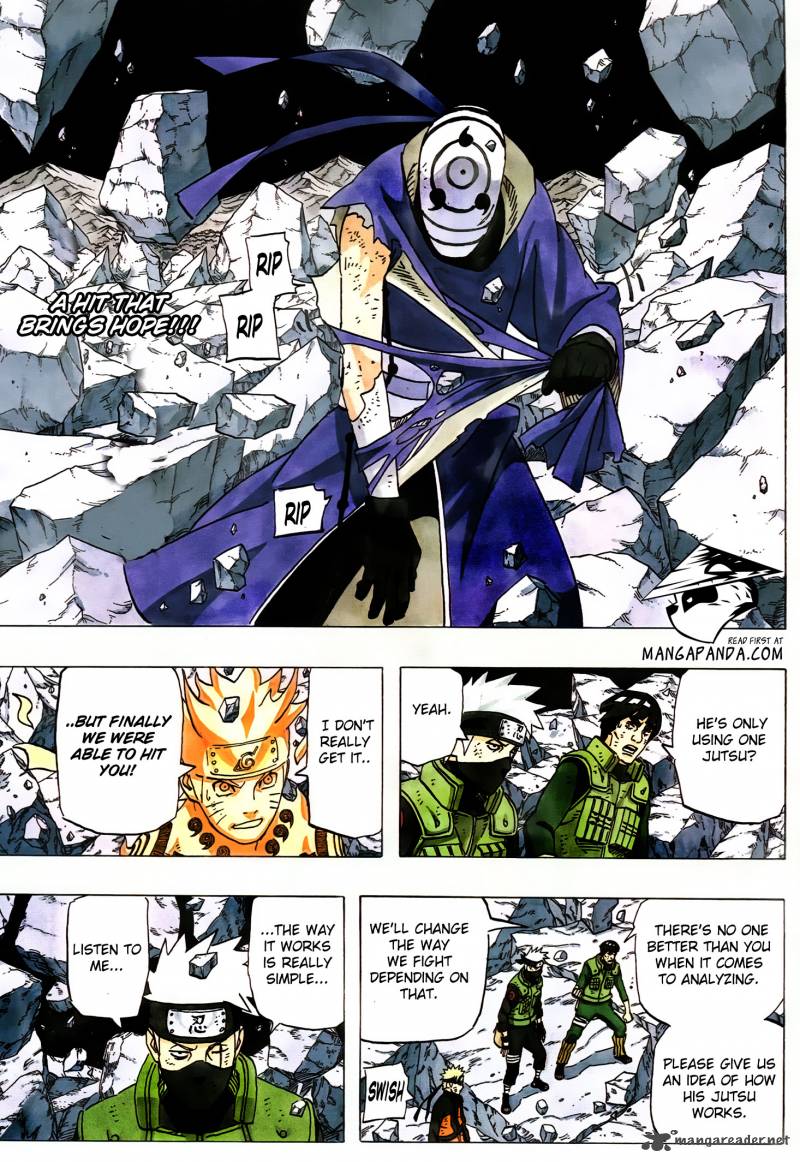 RIP
RIP
A HIT THAT
BRINGS HOPE!!!
RIP
READ FIRST AT
MANGAPANDA.COM
HE'S ONLY
USING ONE
JUTSU?
YEAH.
I DON'T
REALLY
GET IT..
..BUT FINALLY
WE WERE
ABLE TO HIT
YOU!
THERE'S NO ONE
BETTER THAN YOU
WHEN IT COMES
TO ANALYZING.
PLEASE GIVE US
AN IDEA OF HOW
HIS JUTSU
WORKS.
WE'LL CHANGE
THE WAY
WE FIGHT
DEPENDING ON
THAT.
SWISH
...THE WAY
IT WORKS
IS REALLY
SIMPLE...
LISTEN TO
ME...
忍
mangareader.net